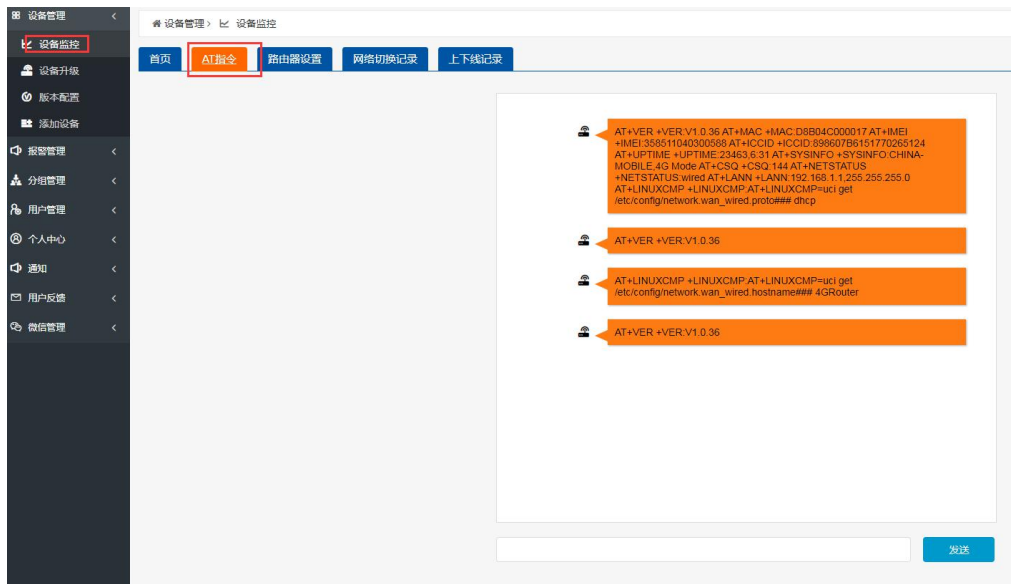 设备管理
设备监控
设备升级
版本配置
添加设备
报警管理
分组管理
用户管理
个人中心
通知
用户反馈
微信管理
设备管理 > 设备监控
首页 AT指令 路由器设置 网络切换记录 上下线记录
AT+VER +VER:V1.0.36 AT+MAC +MAC:D8B04C000017 AT+IMEI
+IMEI:358511040300588 AT+ICCID +ICCID:898607B6151770265124
AT+UPTIME +UPTIME:23463,6:31 AT+SYSINFO +SYSINFO:CHINA-
MOBILE,4G Mode AT+CSQ +CSQ:144 AT+NETSTATUS
+NETSTATUS:wired AT+LANN +LANN:192.168.1.1,255.255.255.0
AT+LINUXCMP +LINUXCMP:AT+LINUXCMP=uci get
/etc/config/network.wan_wired.proto### dhcp
AT+VER +VER:V1.0.36
AT+LINUXCMP +LINUXCMP:AT+LINUXCMP=uci get
/etc/config/network.wan_wired.hostname### 4GRouter
AT+VER +VER:V1.0.36
发送